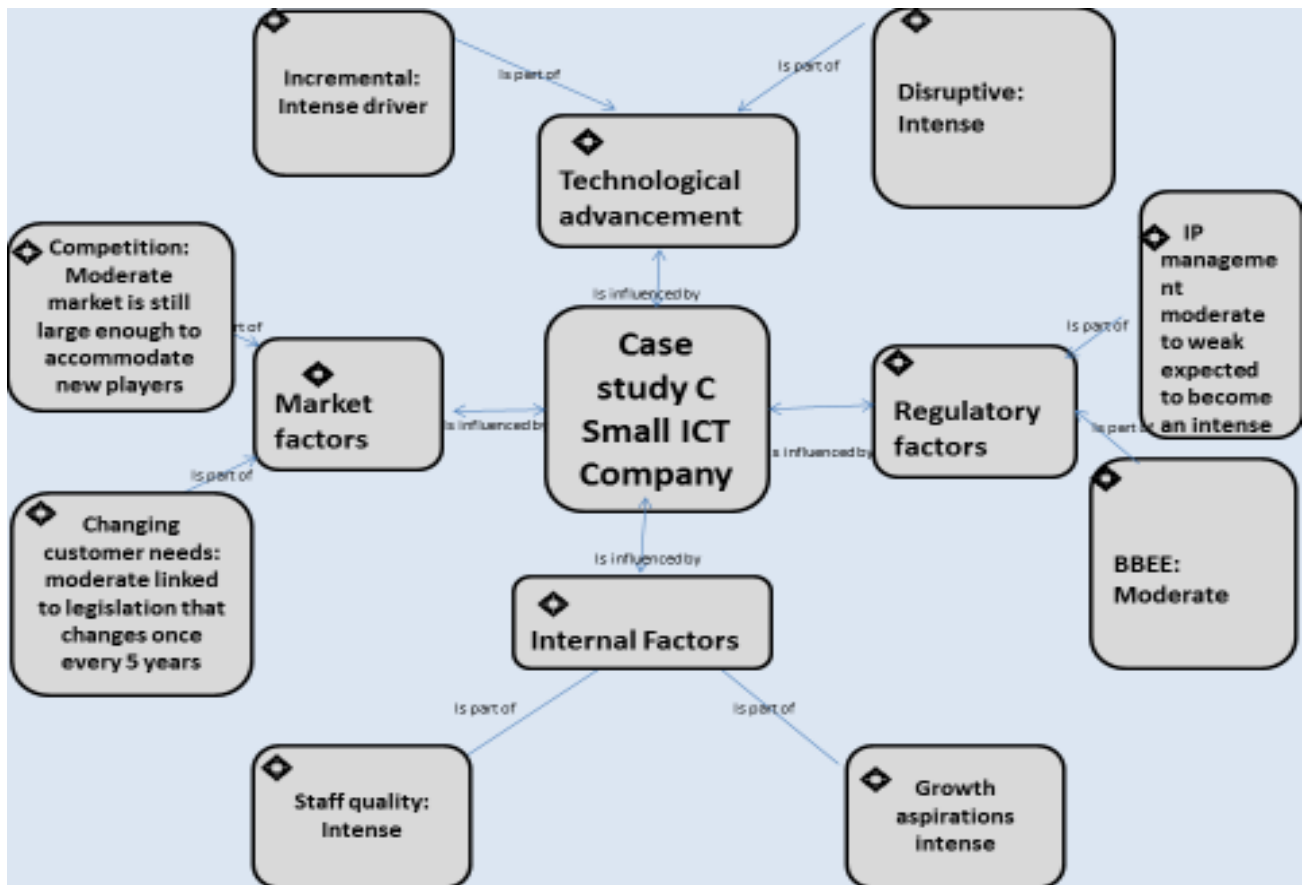 Incremental:
Intense driver
Is part of
Is part of
Disruptive:
Intense
Technological
advancement
Competition:
Moderate
market is still
large enough to
accommodate
new players
rt of
Is influenced by
IP
manageme
nt
moderate
to weak
expected
to become
an intense
Is part of
Market
factors
Is influenced by
Case
study C
Small ICT
Company
s influenced by
Regulatory
factors
Is part
Is part of
Changing
customer needs:
moderate linked
to legislation that
changes once
every 5 years
Is influenced by
Internal Factors
BBEE:
Moderate
Is part of
Is part of
Staff quality:
Intense
Growth
aspirations
intense